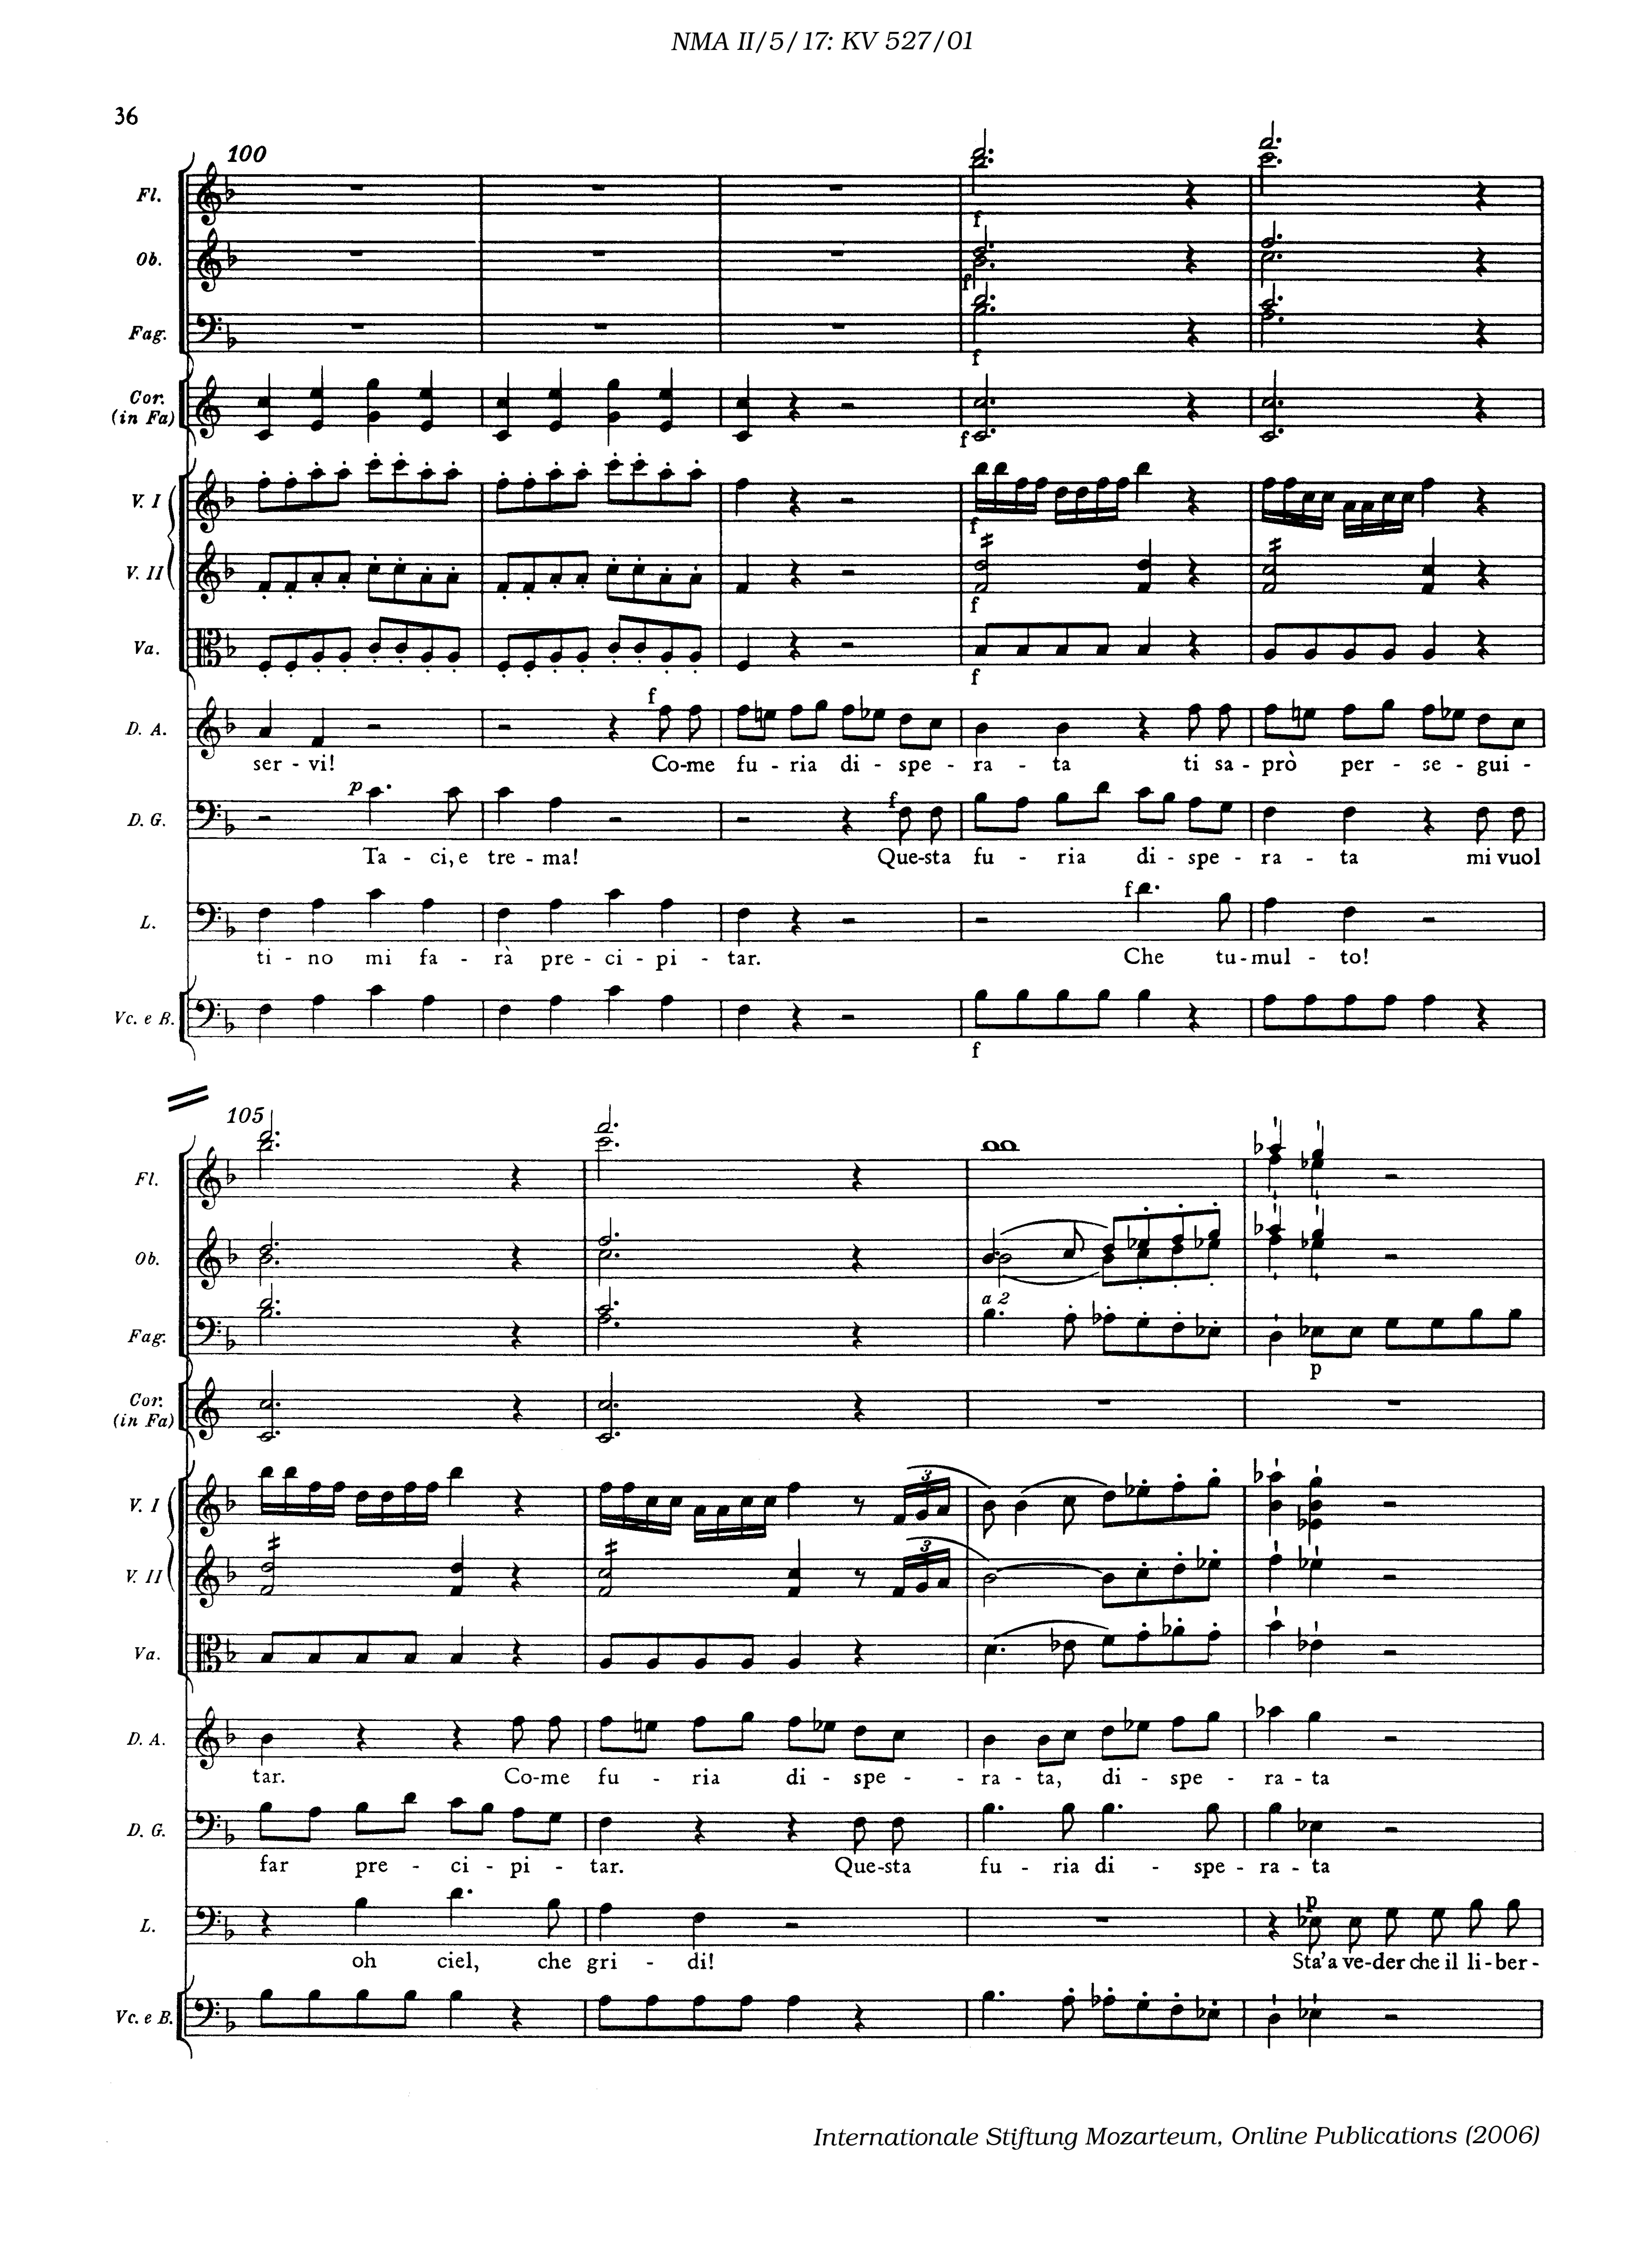 NMA II/5/17: KV 527/01
36
100
Fl.
f
Ob.
f
Fag.
f
Cor.
(in Fa)
f
V. I
f
V. II
f
Va.
f
f
D. A.
ser - vi! Co-me fu - ria di - spe - ra - ta ti sa - prò per - se - gui -
p f
D. G.
Ta - ci, e tre - ma! Que-sta fu - ria di - spe - ra - ta mi vuol
f
L.
ti - no mi fa - rà pre - ci - pi - tar. Che tu - mul - to!
Vc. e B.
f
105
Fl.
Ob.
a 2
Fag.
p
Cor.
(in Fa)
3
V. I
3
V. II
Va.
D. A.
tar. Co-me fu - ria di - spe - ra - ta, di - spe - ra - ta
D. G.
far pre - ci - pi - tar. Que-sta fu - ria di - spe - ra - ta
p
L.
oh ciel, che gri - di! Sta'a ve-der che il li-ber-
Vc. e B.
Internationale Stiftung Mozarteum, Online Publications (2006)